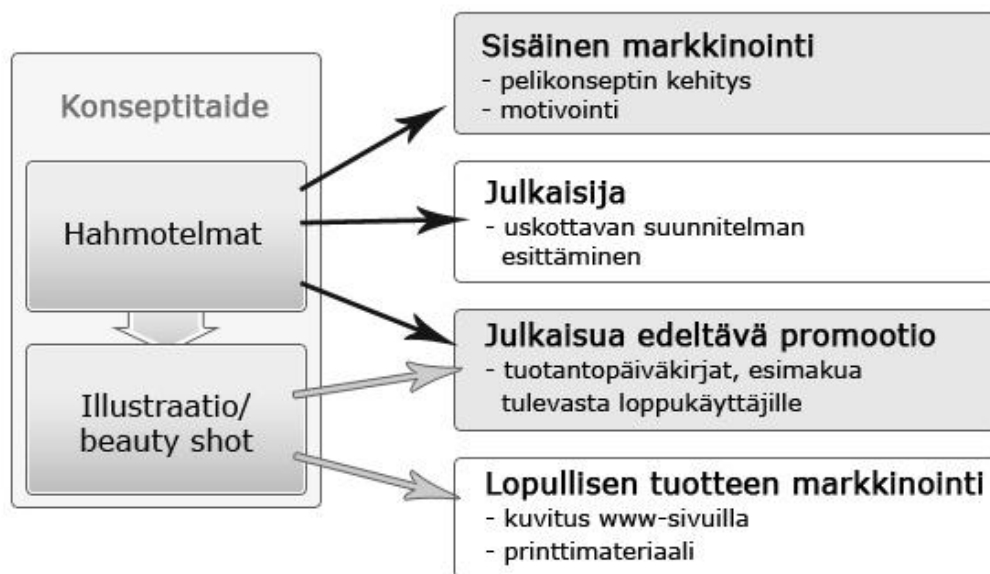 Konseptitaide
Hahmotelmat
Illustraatio/
beauty shot
Sisäinen markkinointi
- pelikonseptin kehitys
- motivointi
Julkaisija
- uskottavan suunnitelman
esittäminen
Julkaisua edeltävä promootio
- tuotantopäiväkirjat, esimakua
tulevasta loppukäyttäjille
Lopullisen tuotteen markkinointi
- kuvitus www-sivuilla
- printtimateriaali